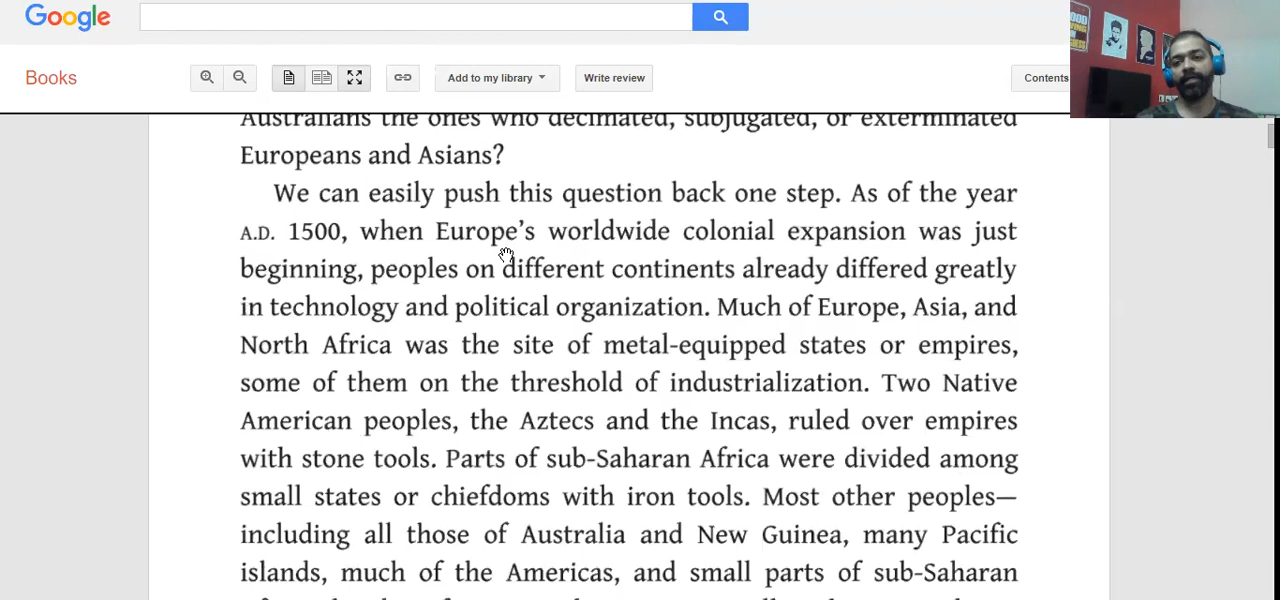 Google
Books
Add to my library
Write review
Contents
Australians the ones who decimated, subjugated, or exterminated
Europeans and Asians?
We can easily push this question back one step. As of the year
A.D. 1500, when Europe’s worldwide colonial expansion was just
beginning, peoples on different continents already differed greatly
in technology and political organization. Much of Europe, Asia, and
North Africa was the site of metal-equipped states or empires,
some of them on the threshold of industrialization. Two Native
American peoples, the Aztecs and the Incas, ruled over empires
with stone tools. Parts of sub-Saharan Africa were divided among
small states or chiefdoms with iron tools. Most other peoples—
including all those of Australia and New Guinea, many Pacific
islands, much of the Americas, and small parts of sub-Saharan